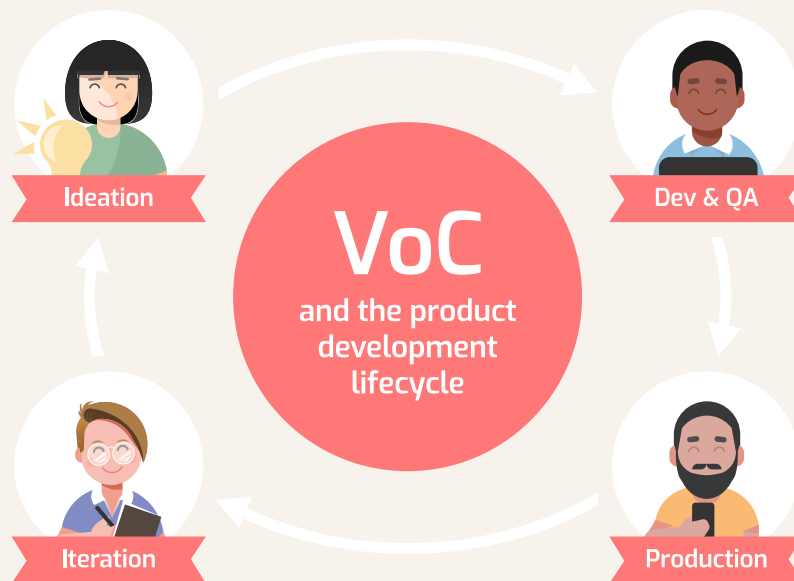 Ideation
Dev & QA
VoC
and the product
development
lifecycle
Iteration
Production